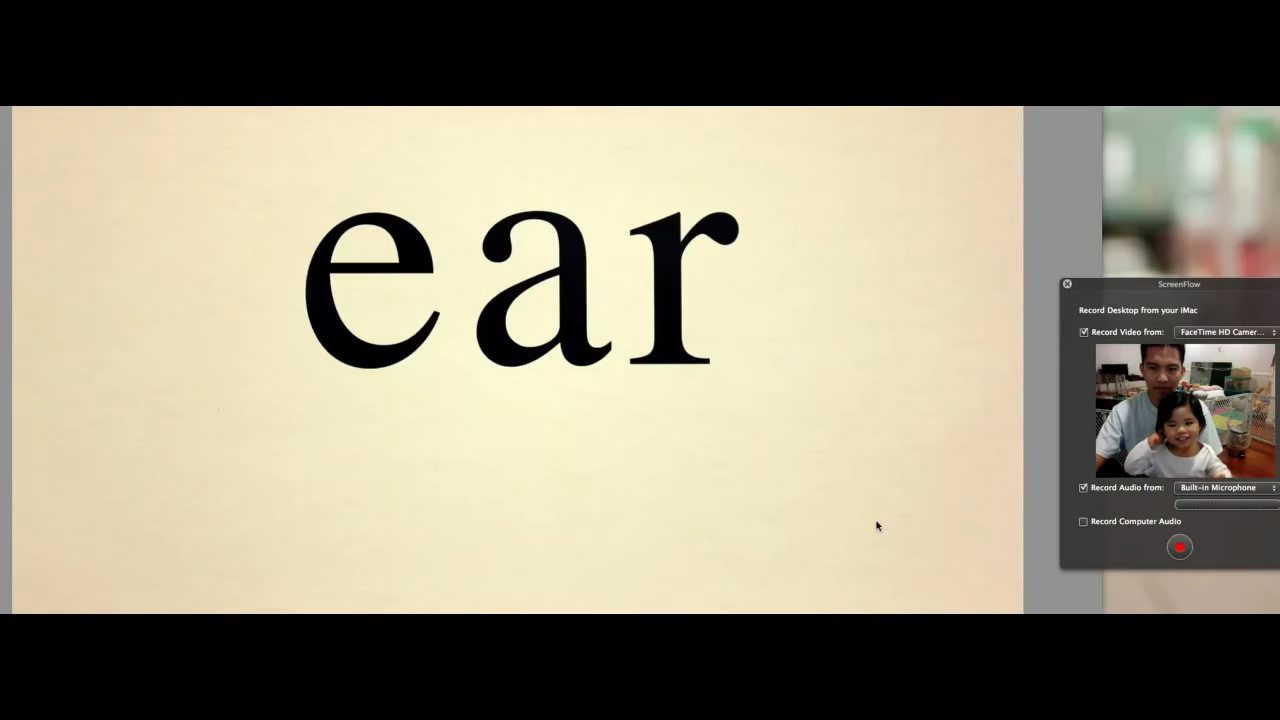 ear
ScreenFlow
Record Desktop from your iMac
Record Video from: FaceTime HD Camer...
Record Audio from: Built-in Microphone
Record Computer Audio